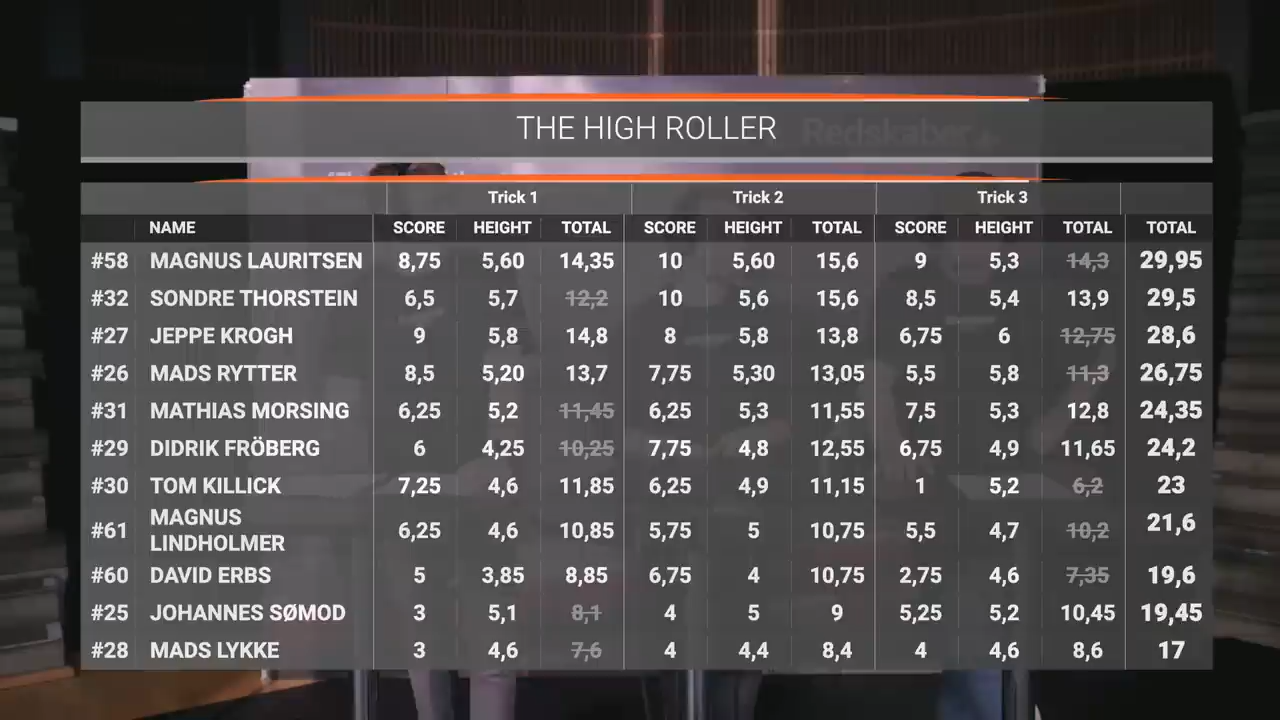 THE HIGH ROLLER
Redskaber
Trick 1 Trick 2 Trick 3
NAME SCORE HEIGHT TOTAL SCORE HEIGHT TOTAL SCORE HEIGHT TOTAL TOTAL
#58 MAGNUS LAURITSEN 8,75 5,60 14,35 10 5,60 15,6 9 5,3 14,3 29,95
#32 SONDRE THORSTEIN 6,5 5,7 12,2 10 5,6 15,6 8,5 5,4 13,9 29,5
#27 JEPPE KROGH 9 5,8 14,8 8 5,8 13,8 6,75 6 12,75 28,6
#26 MADS RYTTER 8,5 5,20 13,7 7,75 5,30 13,05 5,5 5,8 11,3 26,75
#31 MATHIAS MORSING 6,25 5,2 11,45 6,25 5,3 11,55 7,5 5,3 12,8 24,35
#29 DIDRIK FRÖBERG 6 4,25 10,25 7,75 4,8 12,55 6,75 4,9 11,65 24,2
#30 TOM KILLICK 7,25 4,6 11,85 6,25 4,9 11,15 1 5,2 6,2 23
#61 MAGNUS
LINDHOLMER 6,25 4,6 10,85 5,75 5 10,75 5,5 4,7 10,2 21,6
#60 DAVID ERBS 5 3,85 8,85 6,75 4 10,75 2,75 4,6 7,35 19,6
#25 JOHANNES SØMOD 3 5,1 8,1 4 5 9 5,25 5,2 10,45 19,45
#28 MADS LYKKE 3 4,6 7,6 4 4,4 8,4 4 4,6 8,6 17